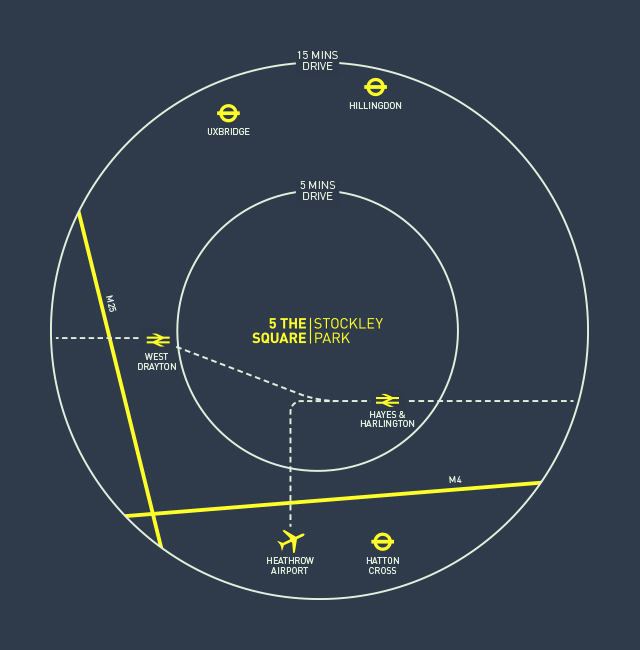 15 MINS
DRIVE
HILLINGDON
UXBRIDGE
5 MINS
DRIVE
M25
5 THE
SQUARE
STOCKLEY
PARK
WEST
DRAYTON
HAYES &
HARLINGTON
M4
HEATHROW
AIRPORT
HATTON
CROSS